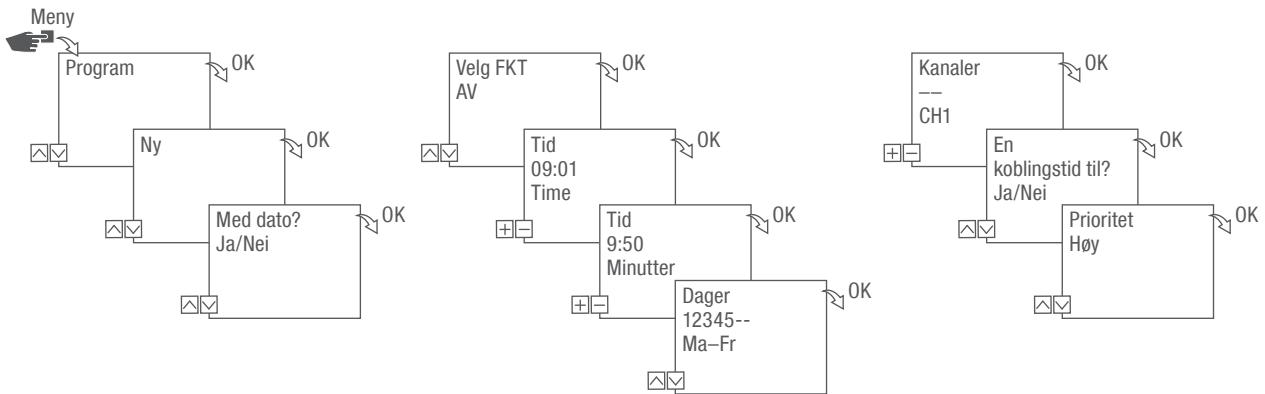 Meny
Program
OK
Ny
OK
Med dato?
Ja/Nei
OK
Velg FKT
AV
OK
Tid
09:01
Time
OK
Tid
9:50
Minutter
OK
Dager
12345--
Ma–Fr
OK
Kanaler
––
CH1
OK
En
koblingstid til?
Ja/Nei
OK
Prioritet
Høy
OK